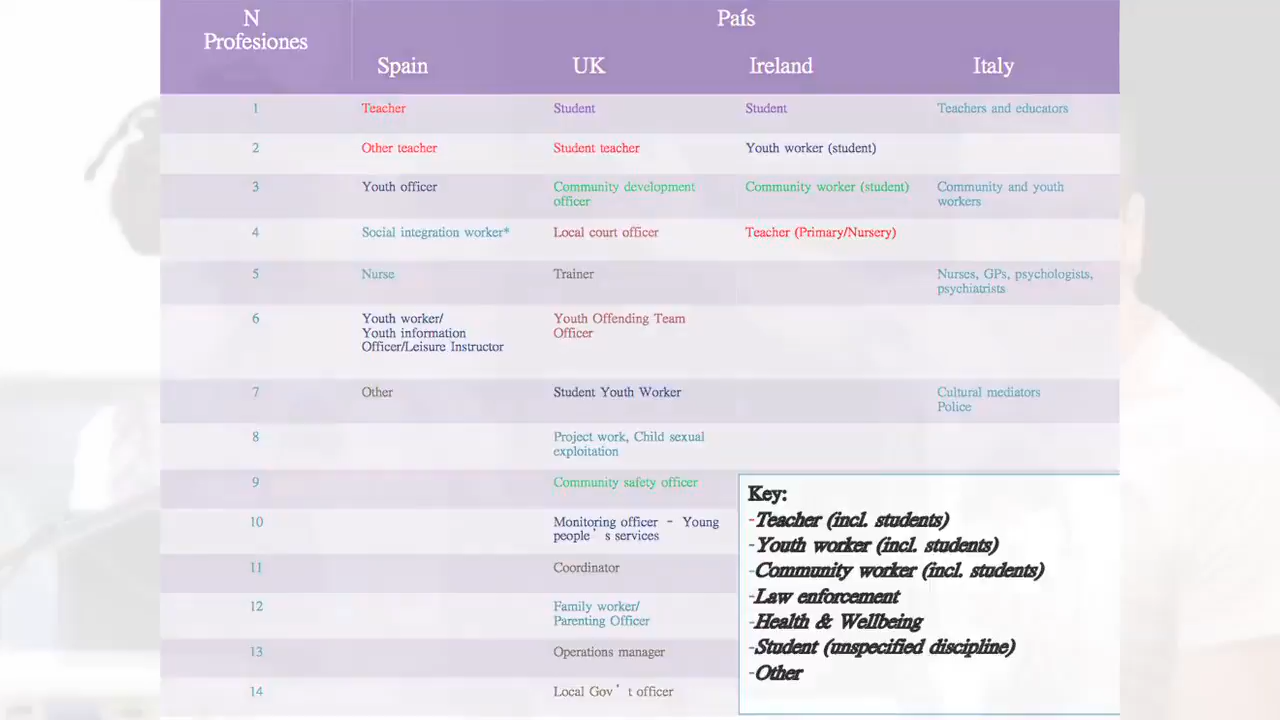 N
Profesiones
País
Spain
UK
Ireland
Italy
1
Teacher
Student
Student
Teachers and educators
2
Other teacher
Student teacher
Youth worker (student)
3
Youth officer
Community development
officer
Community worker (student)
Community and youth
workers
4
Social integration worker*
Local court officer
Teacher (Primary/Nursery)
5
Nurse
Trainer
Nurses, GPs, psychologists,
psychiatrists
6
Youth worker/
Youth information
Officer/Leisure Instructor
Youth Offending Team
Officer
7
Other
Student Youth Worker
Cultural mediators
Police
8
Project work, Child sexual
exploitation
9
Community safety officer
10
Monitoring officer – Young
people's services
11
Coordinator
12
Family worker/
Parenting Officer
13
Operations manager
14
Local Gov't officer
Key:
-Teacher (incl. students)
-Youth worker (incl. students)
-Community worker (incl. students)
-Law enforcement
-Health & Wellbeing
-Student (unspecified discipline)
-Other